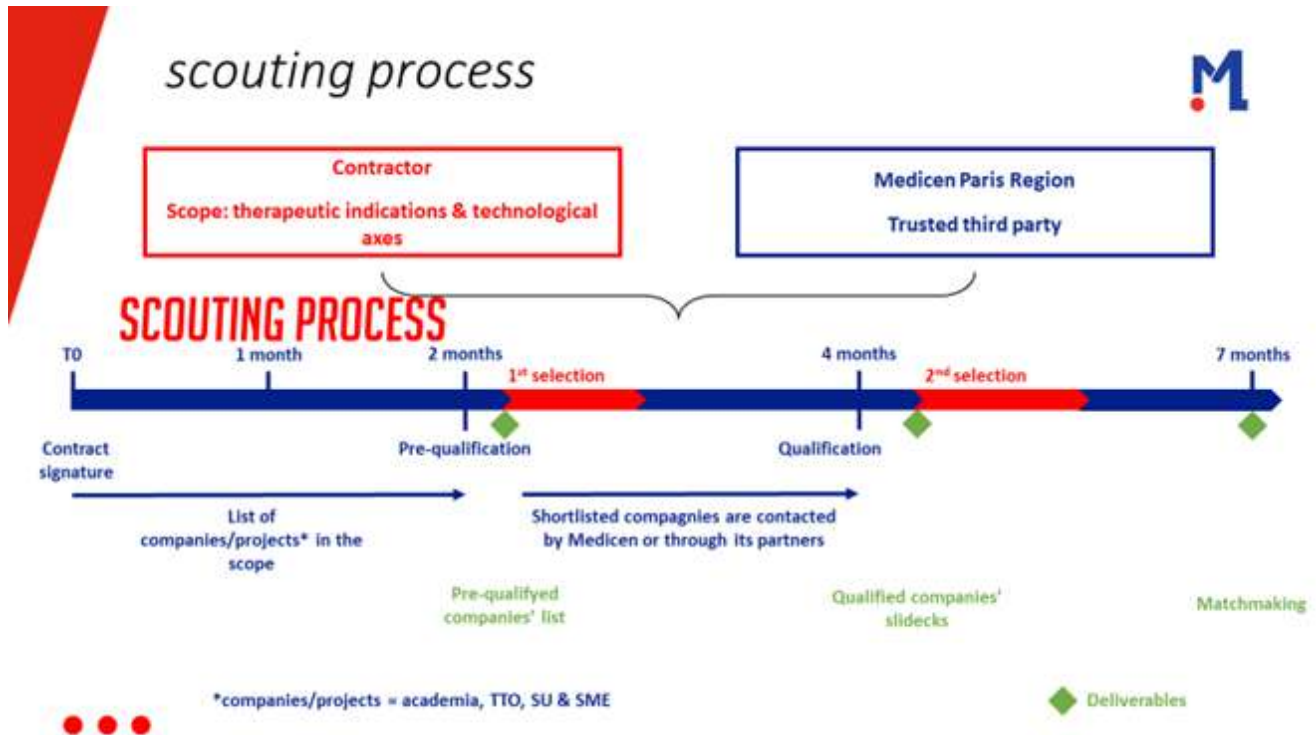 scouting process
M
Contractor
Scope: therapeutic indications & technological
axes
Medicen Paris Region
Trusted third party
SCOUTING PROCESS
T0
1 month
2 months
4 months
7 months
1st selection
2nd selection
Contract
signature
Pre-qualification
Qualification
List of
companies/projects* in the
scope
Shortlisted compagnies are contacted
by Medicen or through its partners
Pre-qualifyed
companies' list
Qualified companies'
slidecks
Matchmaking
*companies/projects = academia, TTO, SU & SME
Deliverables